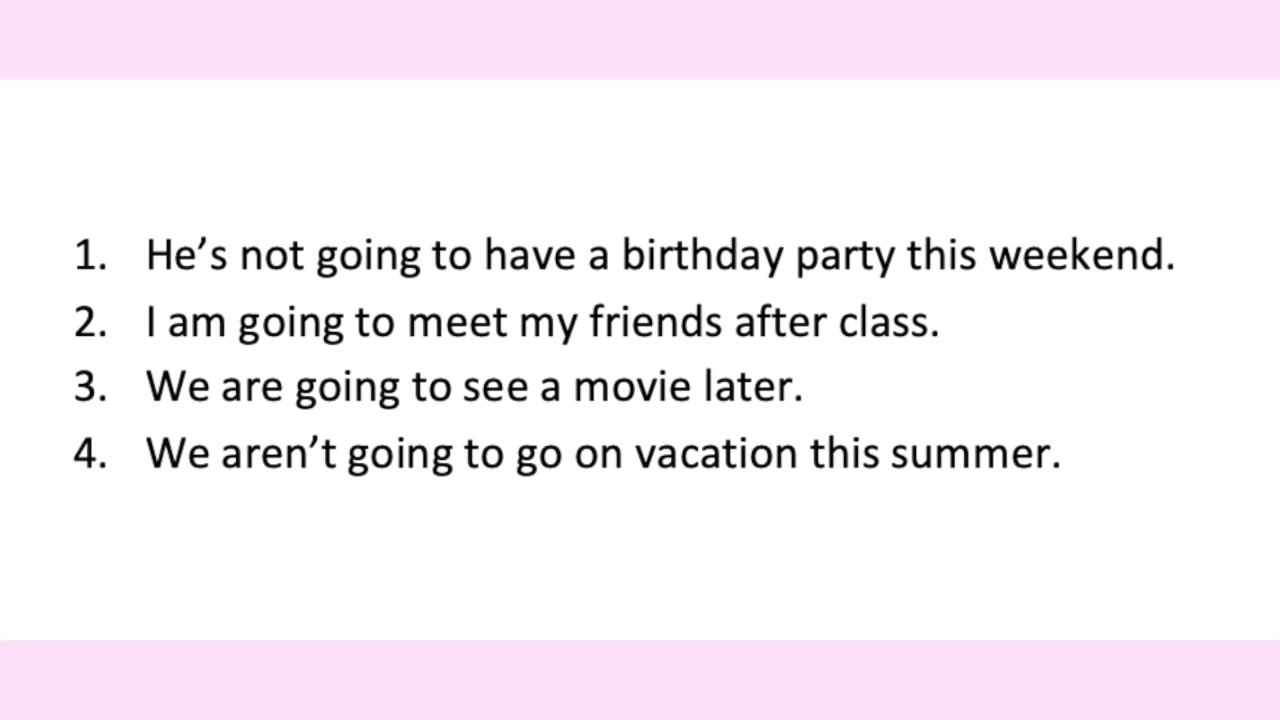 1. He’s not going to have a birthday party this weekend.
2. I am going to meet my friends after class.
3. We are going to see a movie later.
4. We aren’t going to go on vacation this summer.